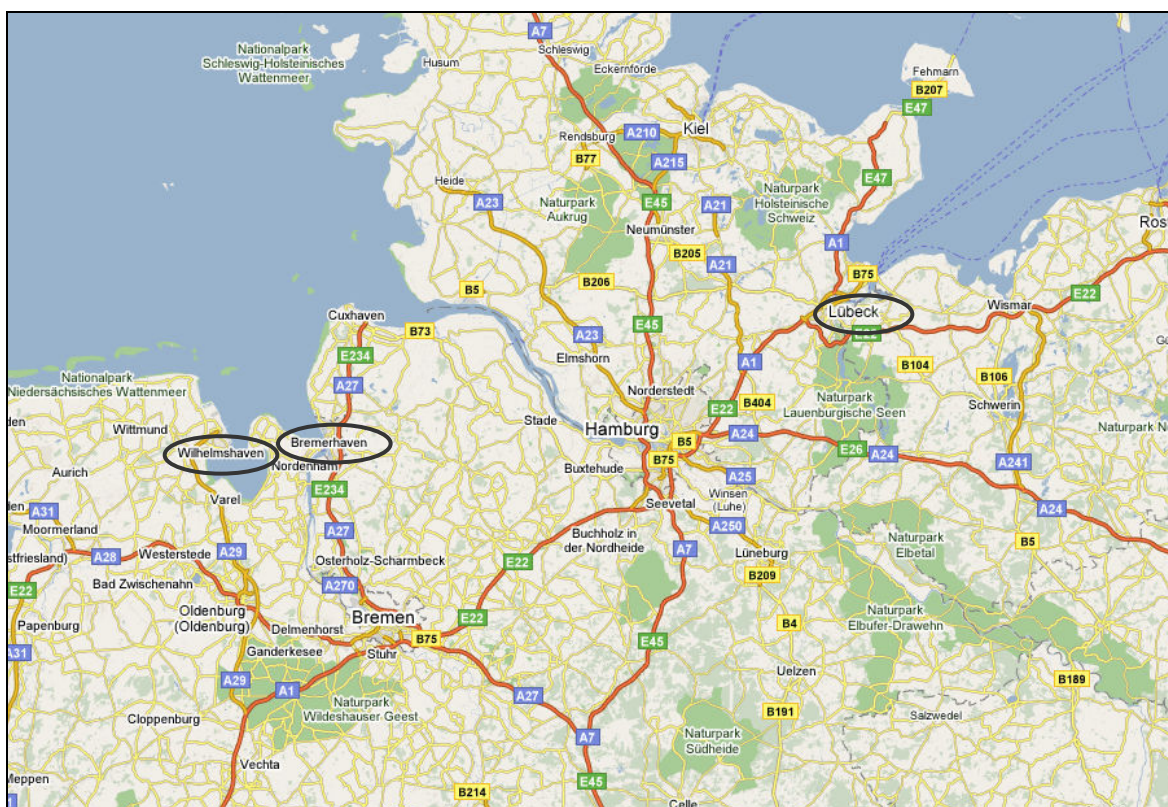 A7
Schleswig
Nationalpark
Schleswig-Holsteinisches
Wattenmeer
Husum
Eckernförde
Fehmarn
B207
E47
Rendsburg
A210
Kiel
B77
A215
Heide
A23
Naturpark
Aukrug
E45
A21
Naturpark
Holsteinische
Schweiz
E47
Neumünster
Ros
B205
A1
A21
B75
B206
B5
E22
Cuxhaven
Wismar
Lübeck
B73
A23
E45
E22
E234
Elmshorn
A1
B104
B106
Nationalpark
Niedersächsisches Wattenmeer
A27
Norderstedt
Naturpark
Lauenburgische Seen
E22
B404
Schwerin
den
Wittmund
Stade
Hamburg
B5
A24
Naturpark No
Bremerhaven
Wilhelmshaven
E26
A24
Aurich
Nordenham
B75
A241
Buxtehude
A25
E234
Varel
Winsen
(Luhe)
den
A31
Seevetal
A24
Moormerland
A27
A250
Buchholz in
der Nordheide
Naturpark
Elbetal
B5
stfriesland)
A28
Westerstede
A29
A7
Lüneburg
Osterholz-Scharmbeck
E22
B209
Bad Zwischenahn
A270
E22
Oldenburg
(Oldenburg)
Bremen
E22
Naturpark
Elbufer-Drawehn
Papenburg
Delmenhorst
B75
E45
B4
Ganderkesee
Stuhr
A31
Uelzen
A29
A1
A27
B189
Naturpark
Wildeshauser Geest
B191
Cloppenburg
Salzwedel
A7
Naturpark
Südheide
Vechta
Meppen
E45
B214
Celle